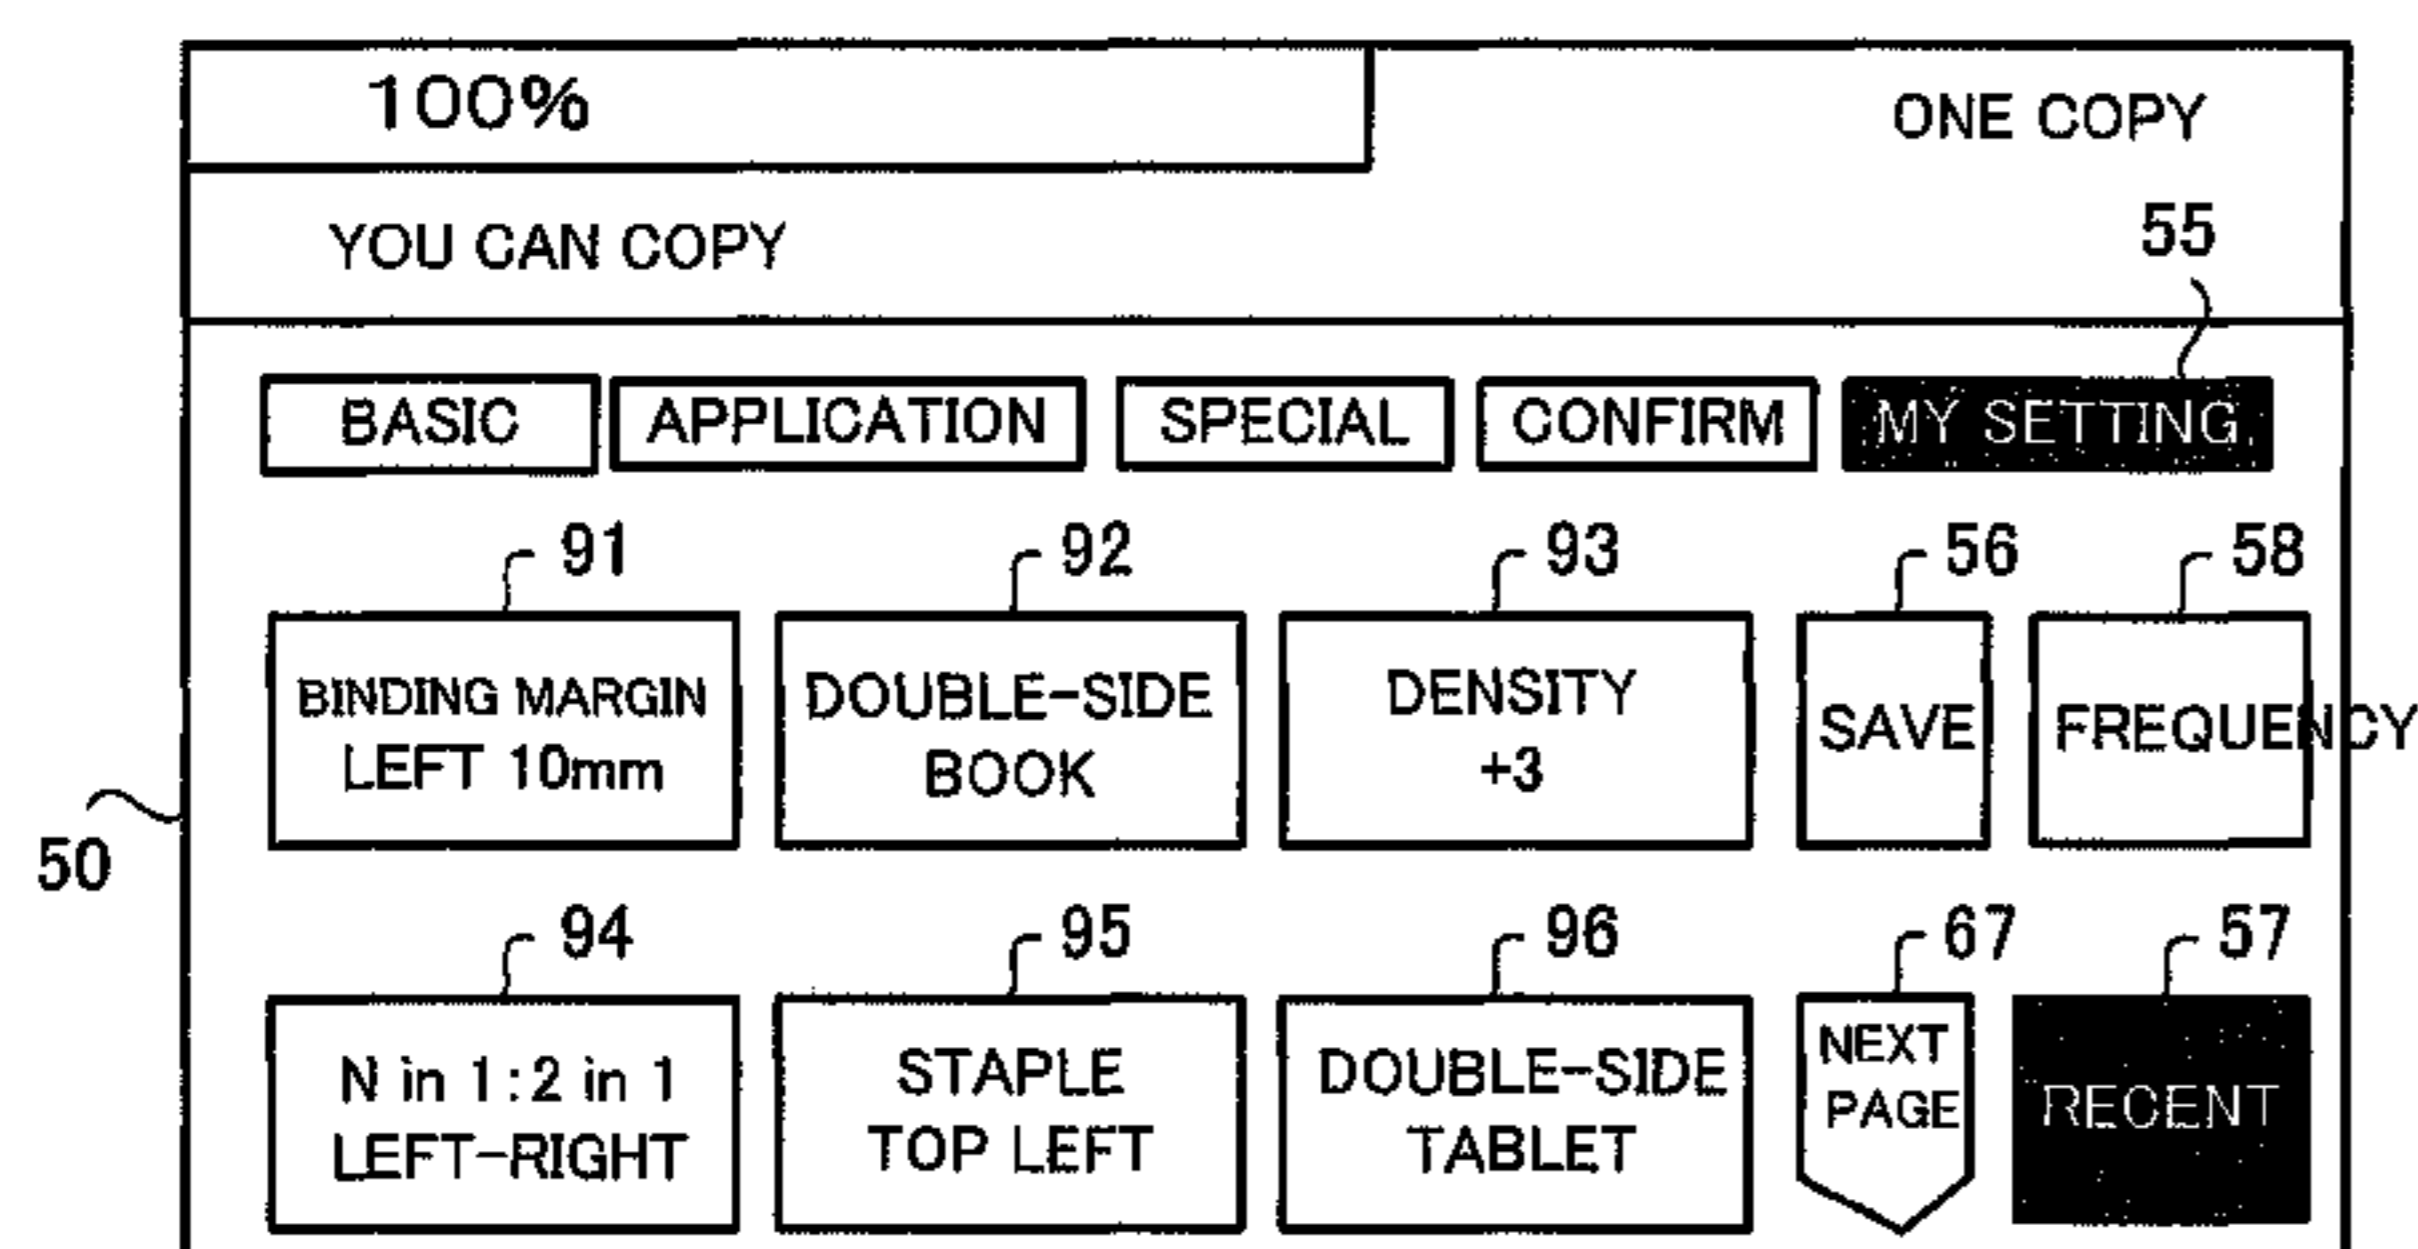 100%
ONE COPY
YOU CAN COPY
55
BASIC APPLICATION SPECIAL CONFIRM MY SETTING
91 92 93 56 58
BINDING MARGIN
LEFT 10mm
DOUBLE-SIDE
BOOK
DENSITY
+3
SAVE
FREQUENCY
50
94 95 96 67 57
N in 1:2 in 1
LEFT-RIGHT
STAPLE
TOP LEFT
DOUBLE-SIDE
TABLET
NEXT
PAGE
RECENT